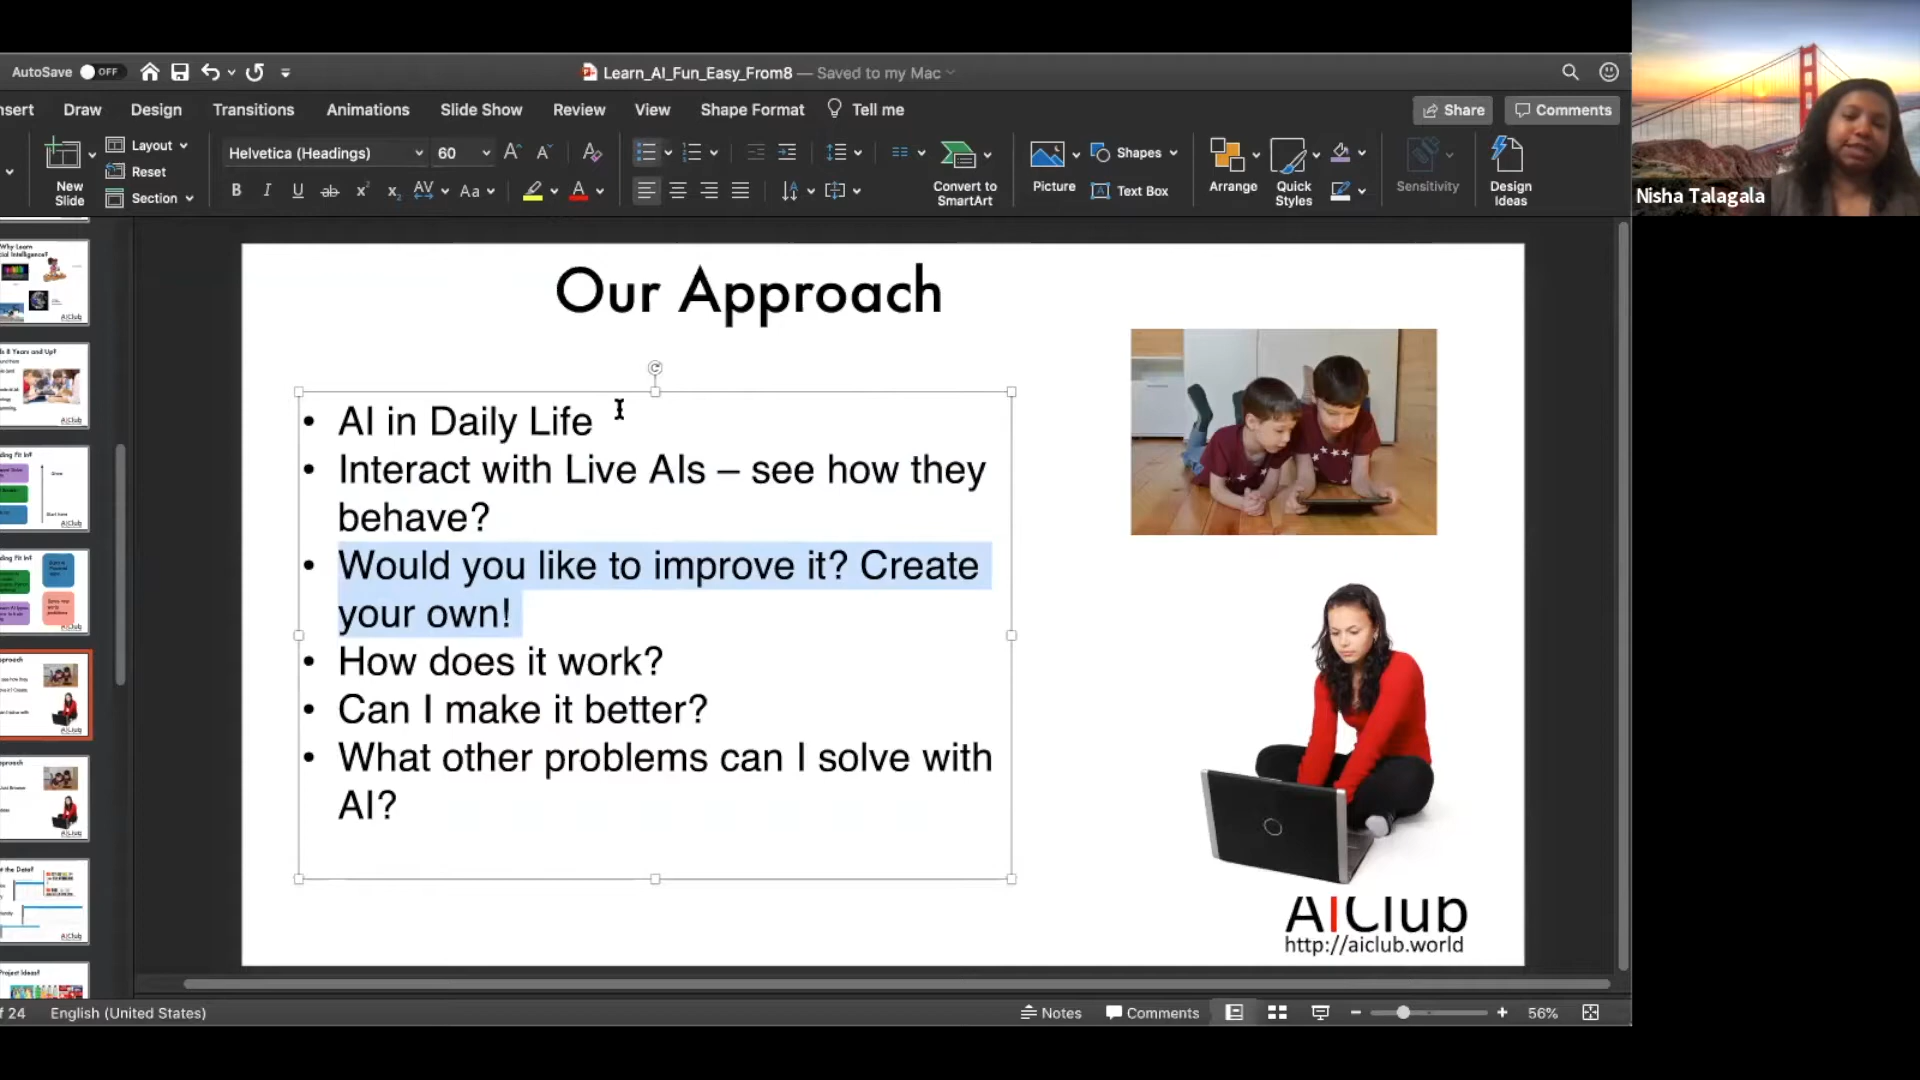 AutoSave OFF
Learn_AI_Fun_Easy_From8 — Saved to my Mac
nsert Draw Design Transitions Animations Slide Show Review View Shape Format Tell me
Share Comments
New Slide
Layout
Reset
Section
Helvetica (Headings) 60
Convert to SmartArt
Picture
Shapes
Text Box
Arrange
Quick Styles
Sensitivity
Design Ideas
Nisha Talagala
Our Approach
• AI in Daily Life
• Interact with Live AIs – see how they
behave?
• Would you like to improve it? Create
your own!
• How does it work?
• Can I make it better?
• What other problems can I solve with
AI?
AIClub
http://aiclub.world
f 24 English (United States)
Notes Comments 56%